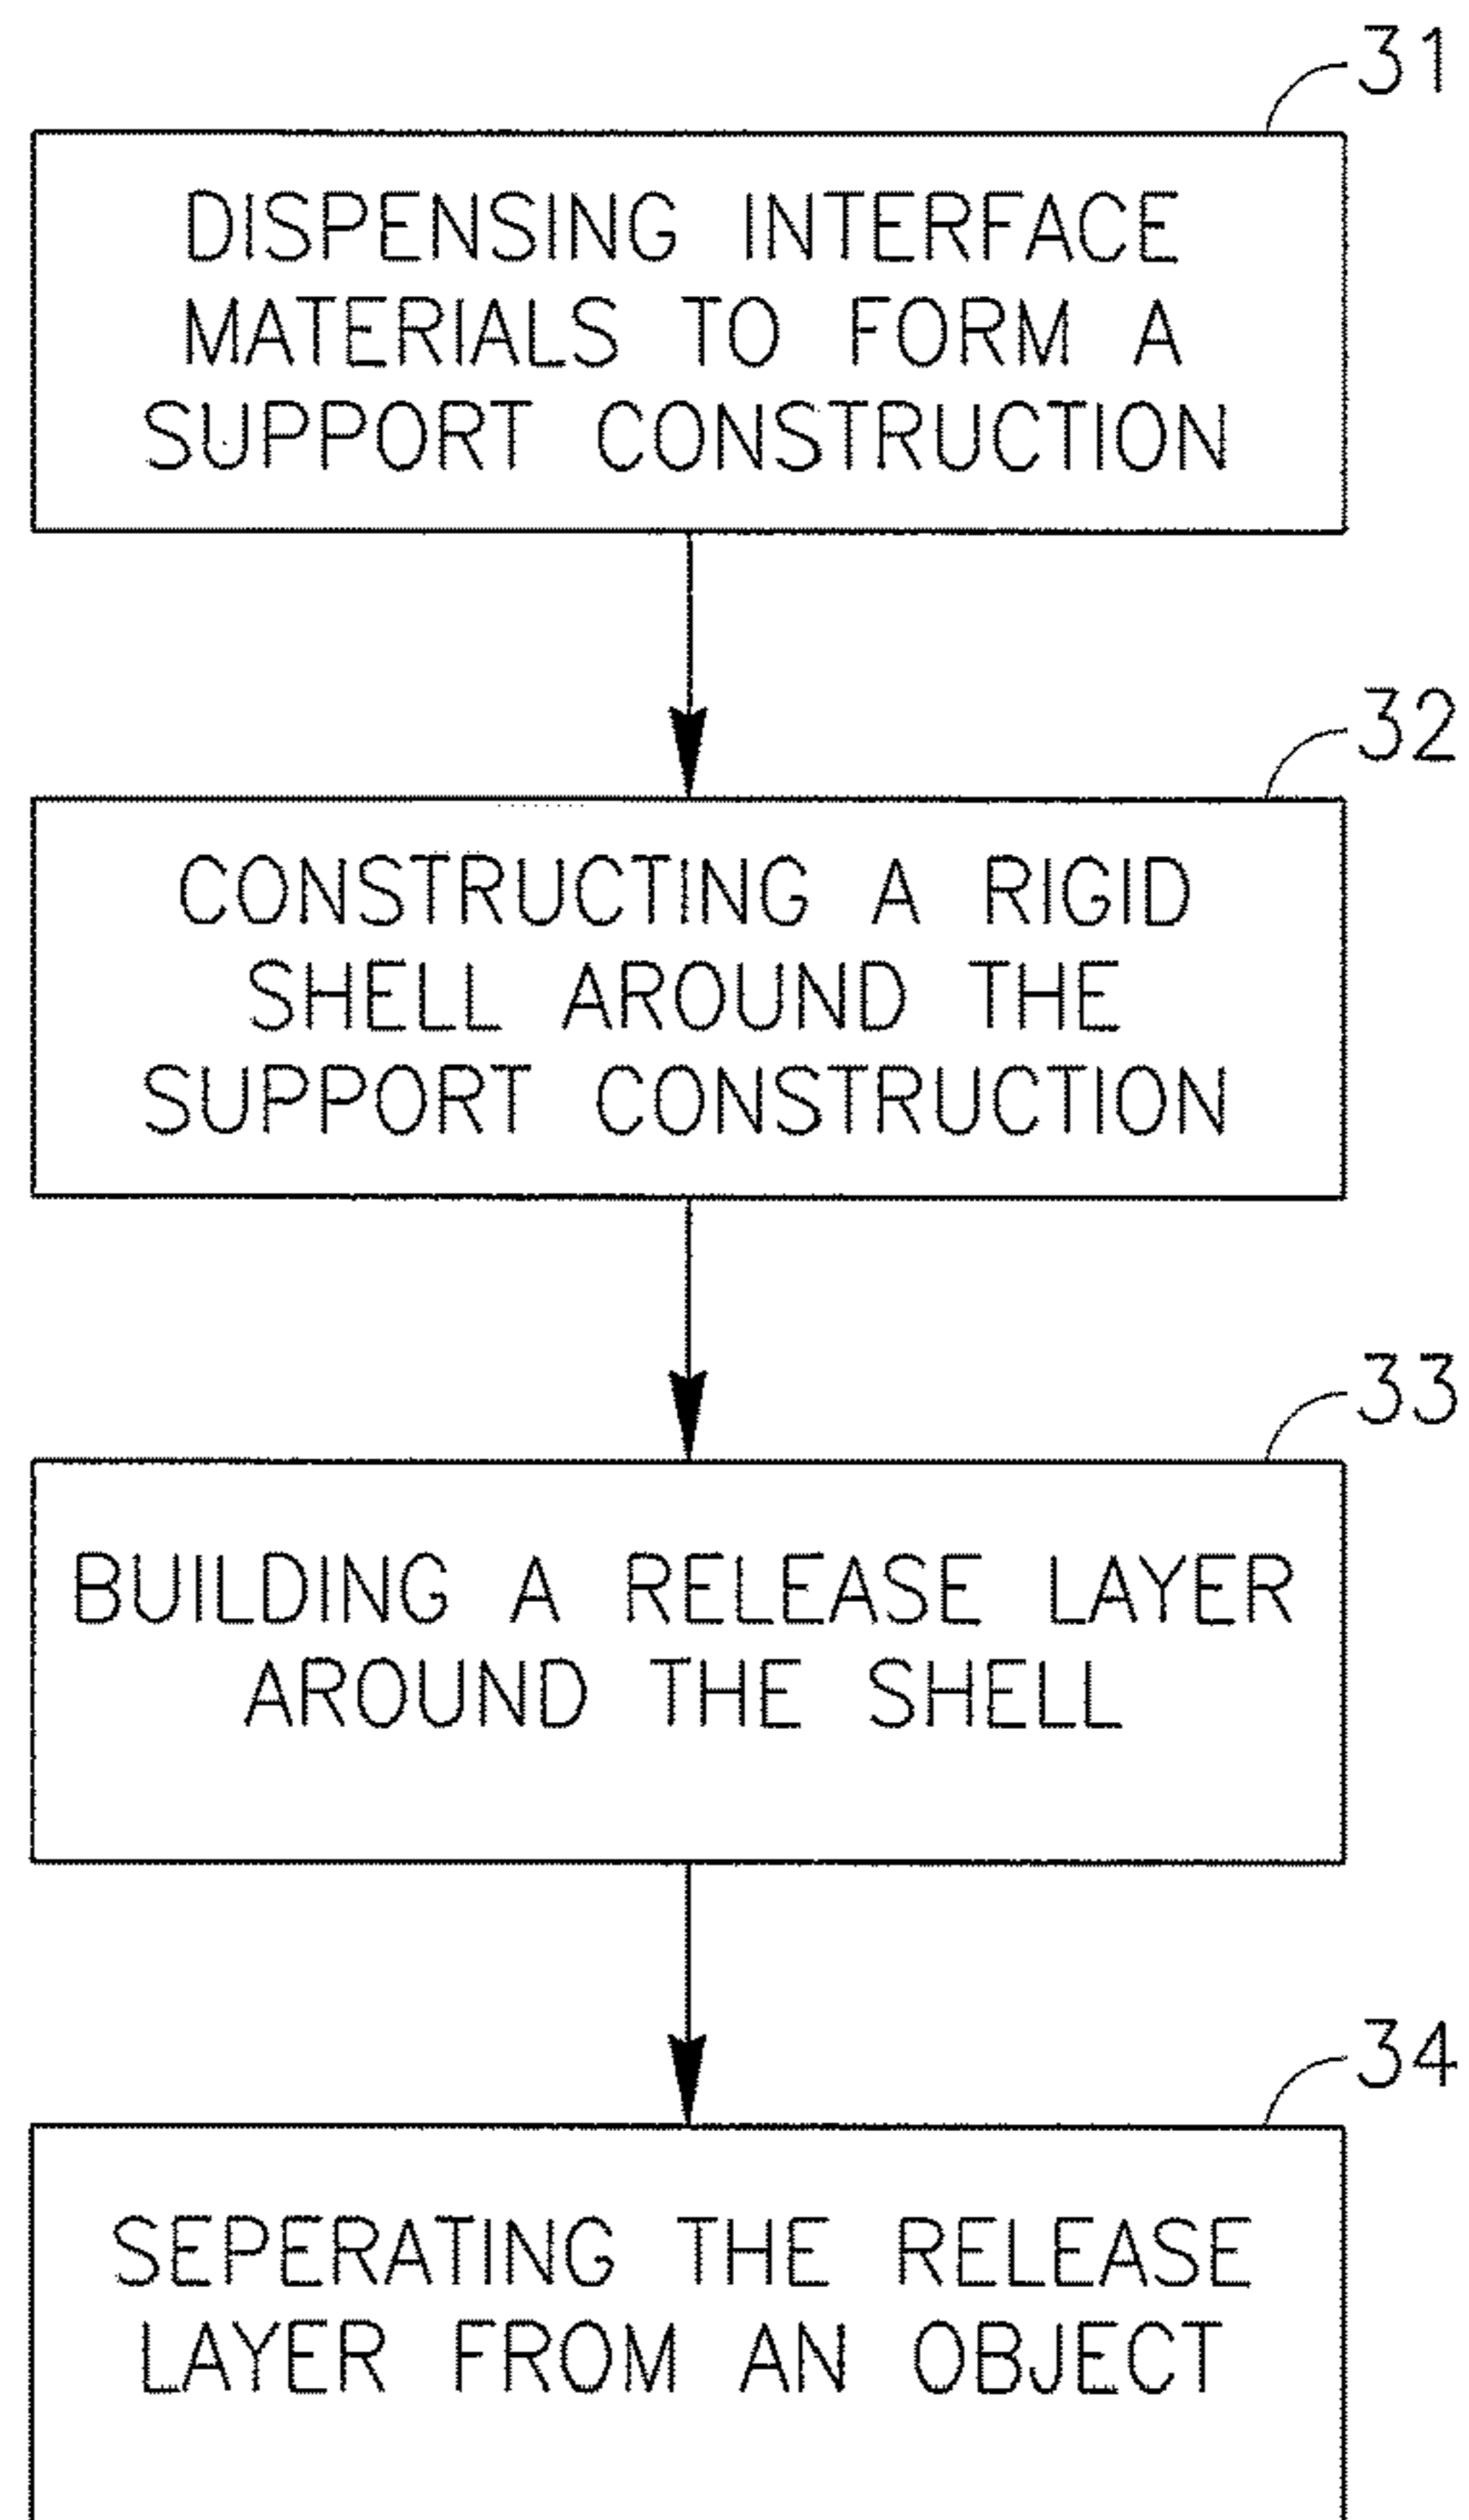 31
DISPENSING INTERFACE
MATERIALS TO FORM A
SUPPORT CONSTRUCTION
32
CONSTRUCTING A RIGID
SHELL AROUND THE
SUPPORT CONSTRUCTION
33
BUILDING A RELEASE LAYER
AROUND THE SHELL
34
SEPERATING THE RELEASE
LAYER FROM AN OBJECT